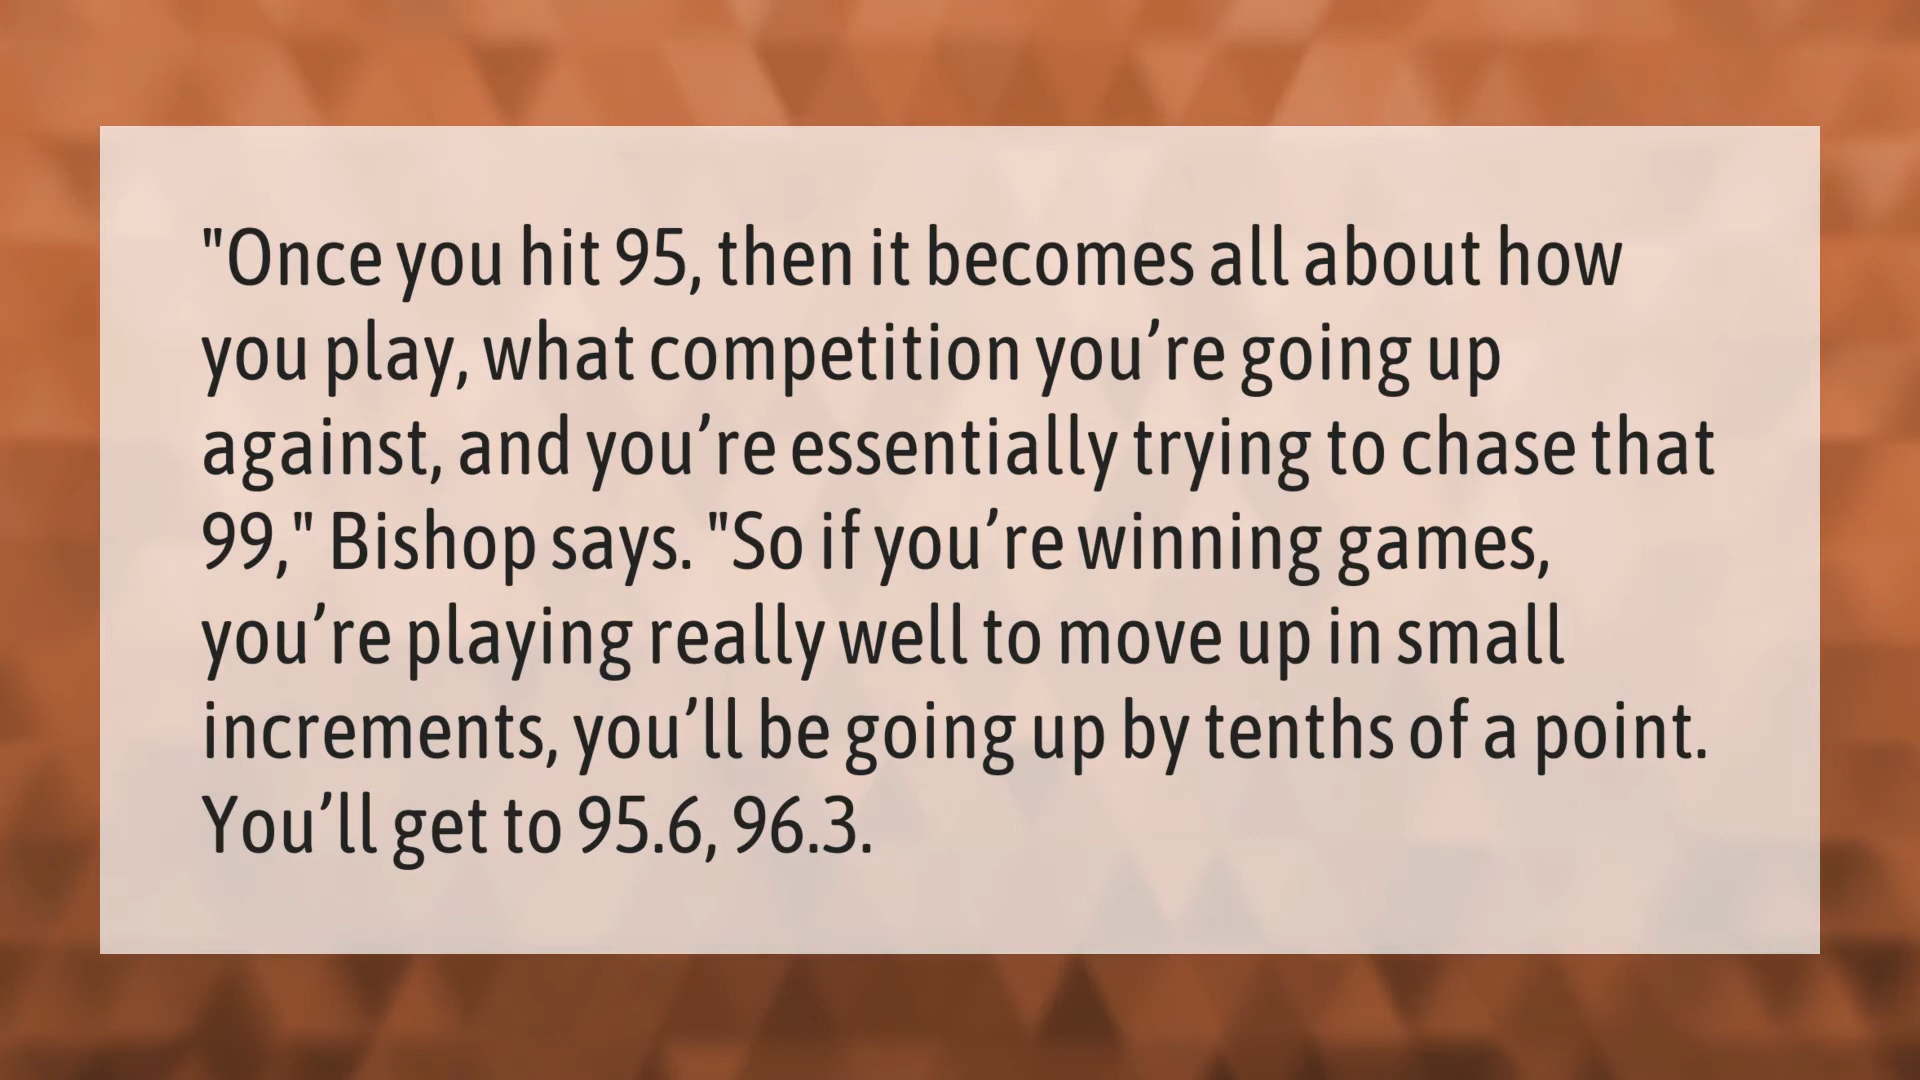 "Once you hit 95, then it becomes all about how
you play, what competition you’re going up
against, and you’re essentially trying to chase that
99," Bishop says. "So if you’re winning games,
you’re playing really well to move up in small
increments, you’ll be going up by tenths of a point.
You’ll get to 95.6, 96.3.